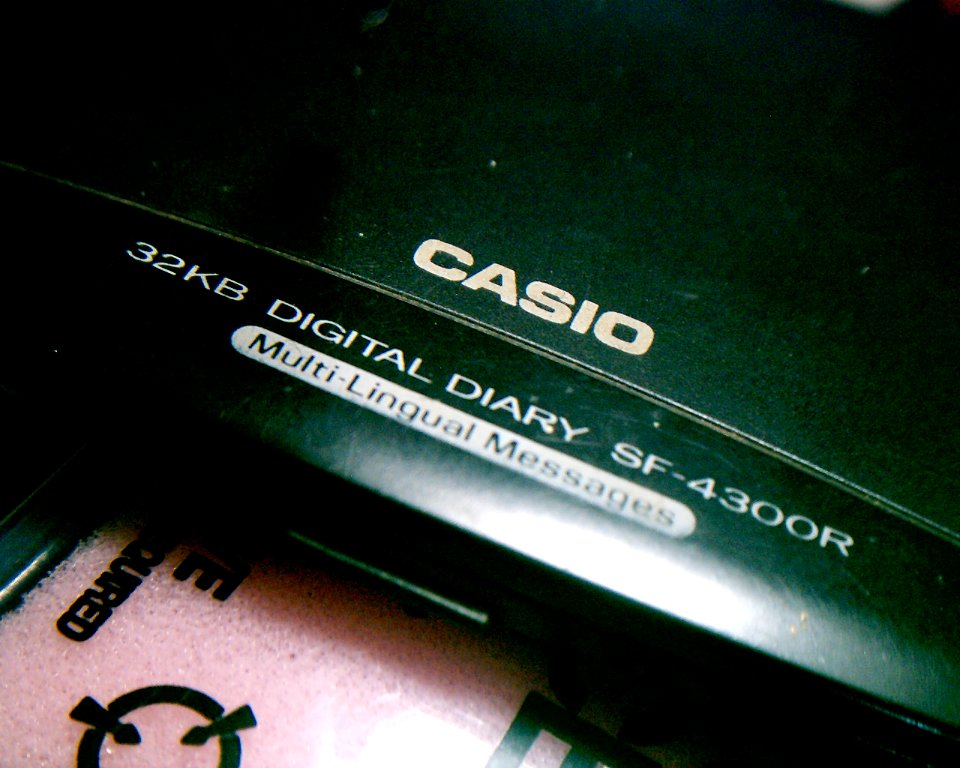 CASIO
32KB DIGITAL DIARY SF-4300R
Multi-Lingual Messages